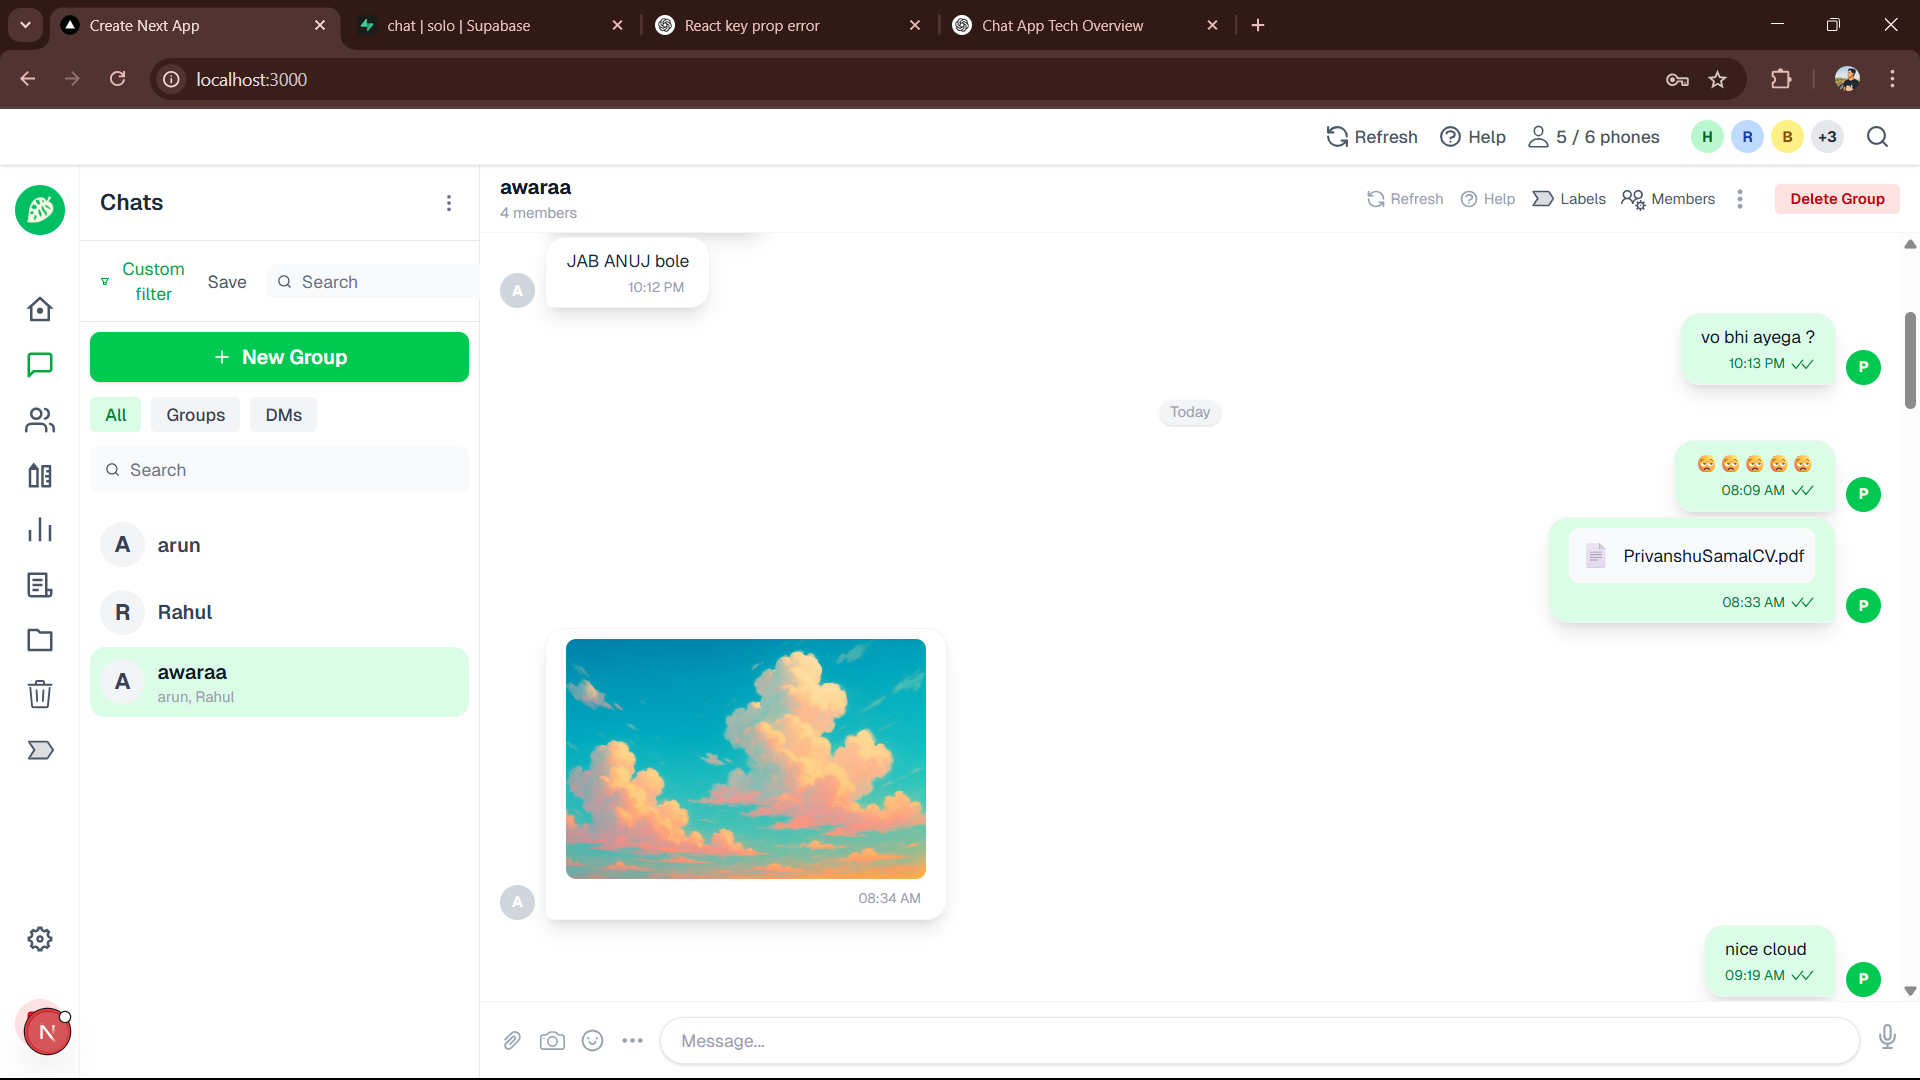 Create Next App
chat | solo | Supabase
React key prop error
Chat App Tech Overview
localhost:3000
Refresh
Help
5 / 6 phones
H
R
B
+3
Chats
awaraa
4 members
Refresh
Help
Labels
Members
Delete Group
Custom
filter
Save
Search
New Group
All
Groups
DMs
Search
A
arun
R
Rahul
A
awaraa
arun, Rahul
N
JAB ANUJ bole
10:12 PM
A
vo bhi ayega ?
10:13 PM
P
Today
08:09 AM
P
PrivanshuSamalCV.pdf
08:33 AM
P
08:34 AM
A
nice cloud
09:19 AM
P
Message...